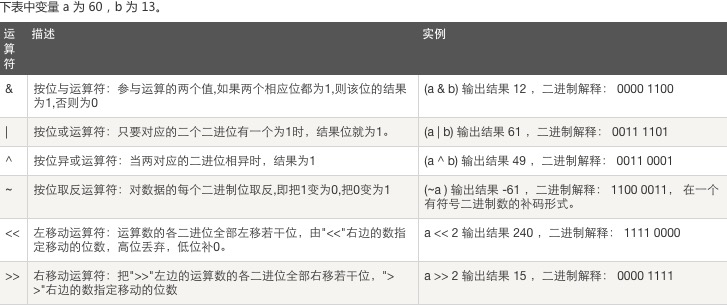 下表中变量 a 为 60，b 为 13。
运算符 描述 实例
& 按位与运算符：参与运算的两个值,如果两个相应位都为1,则该位的结果为1,否则为0 (a & b) 输出结果 12 ，二进制解释： 0000 1100
| 按位或运算符：只要对应的二个二进位有一个为1时，结果位就为1。 (a | b) 输出结果 61 ，二进制解释： 0011 1101
^ 按位异或运算符：当两对应的二进位相异时，结果为1 (a ^ b) 输出结果 49 ，二进制解释： 0011 0001
~ 按位取反运算符：对数据的每个二进制位取反,即把1变为0,把0变为1 (~a ) 输出结果 -61 ，二进制解释： 1100 0011， 在一个有符号二进制数的补码形式。
<< 左移动运算符：运算数的各二进位全部左移若干位，由"<<"右边的数指定移动的位数，高位丢弃，低位补0。 a << 2 输出结果 240 ，二进制解释： 1111 0000
>> 右移动运算符：把">>"左边的运算数的各二进位全部右移若干位，">>"右边的数指定移动的位数 a >> 2 输出结果 15 ，二进制解释： 0000 1111